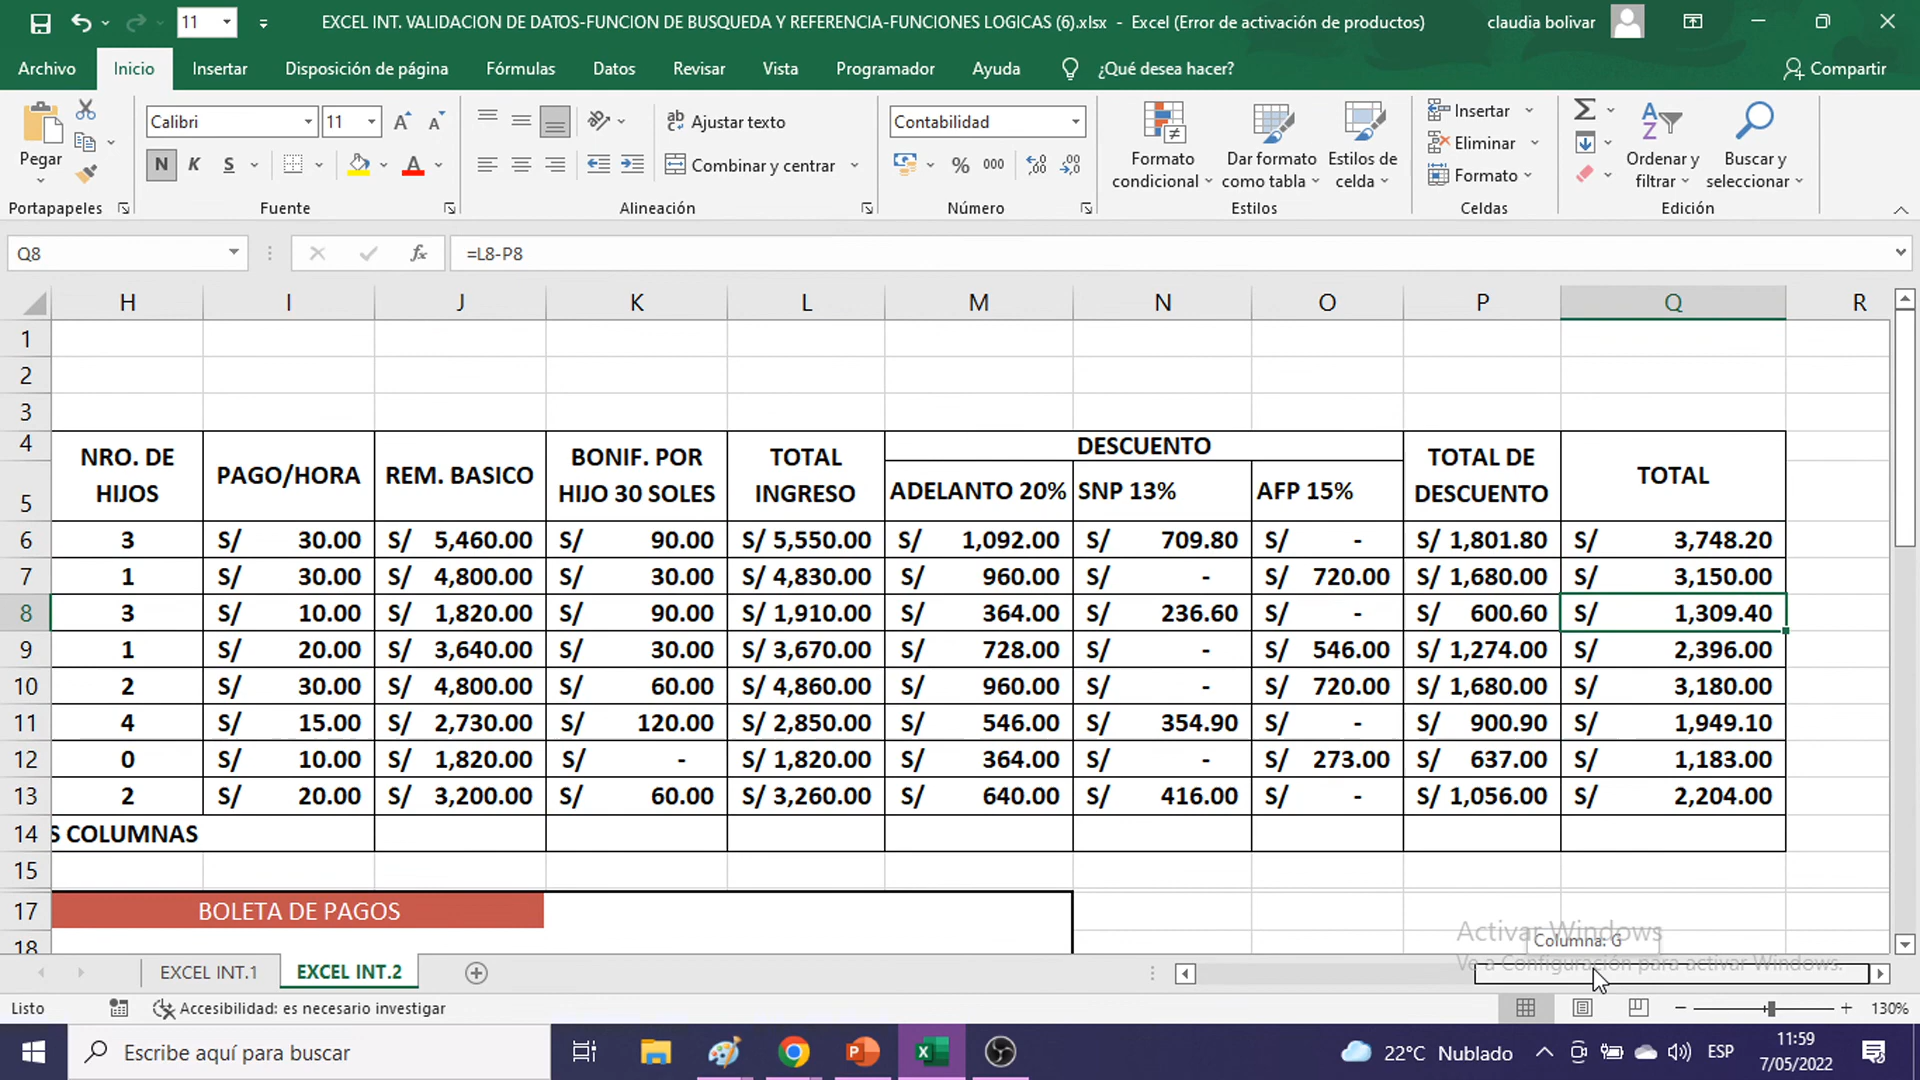 11 EXCEL INT. VALIDACION DE DATOS-FUNCION DE BUSQUEDA Y REFERENCIA-FUNCIONES LOGICAS (6).xlsx - Excel (Error de activación de productos) claudia bolivar
Archivo Inicio Insertar Disposición de página Fórmulas Datos Revisar Vista Programador Ayuda ¿Qué desea hacer? Compartir
Pegar
Calibri 11
N K S
Ajustar texto
Combinar y centrar
Contabilidad
% 000
Formato condicional
Dar formato como tabla
Estilos de celda
Insertar
Eliminar
Formato
Ordenar y filtrar
Buscar y seleccionar
Portapapeles Fuente Alineación Número Estilos Celdas Edición
Q8 fx =L8-P8
H I J K L M N O P Q R
1
2
3
4 NRO. DE HIJOS PAGO/HORA REM. BASICO BONIF. POR HIJO 30 SOLES TOTAL INGRESO DESCUENTO TOTAL DE DESCUENTO TOTAL
5 ADELANTO 20% SNP 13% AFP 15%
6 3 S/ 30.00 S/ 5,460.00 S/ 90.00 S/ 5,550.00 S/ 1,092.00 S/ 709.80 S/ - S/ 1,801.80 S/ 3,748.20
7 1 S/ 30.00 S/ 4,800.00 S/ 30.00 S/ 4,830.00 S/ 960.00 S/ - S/ 720.00 S/ 1,680.00 S/ 3,150.00
8 3 S/ 10.00 S/ 1,820.00 S/ 90.00 S/ 1,910.00 S/ 364.00 S/ 236.60 S/ - S/ 600.60 S/ 1,309.40
9 1 S/ 20.00 S/ 3,640.00 S/ 30.00 S/ 3,670.00 S/ 728.00 S/ - S/ 546.00 S/ 1,274.00 S/ 2,396.00
10 2 S/ 30.00 S/ 4,800.00 S/ 60.00 S/ 4,860.00 S/ 960.00 S/ - S/ 720.00 S/ 1,680.00 S/ 3,180.00
11 4 S/ 15.00 S/ 2,730.00 S/ 120.00 S/ 2,850.00 S/ 546.00 S/ 354.90 S/ - S/ 900.90 S/ 1,949.10
12 0 S/ 10.00 S/ 1,820.00 S/ - S/ 1,820.00 S/ 364.00 S/ - S/ 273.00 S/ 637.00 S/ 1,183.00
13 2 S/ 20.00 S/ 3,200.00 S/ 60.00 S/ 3,260.00 S/ 640.00 S/ 416.00 S/ - S/ 1,056.00 S/ 2,204.00
14 S COLUMNAS
15
17 BOLETA DE PAGOS
18
Activar Windows
Columna: G
Ve a Configuración para activar Windows.
EXCEL INT.1 EXCEL INT.2
Listo Accesibilidad: es necesario investigar 130%
Escribe aquí para buscar 22°C Nublado ESP 11:59
7/05/2022